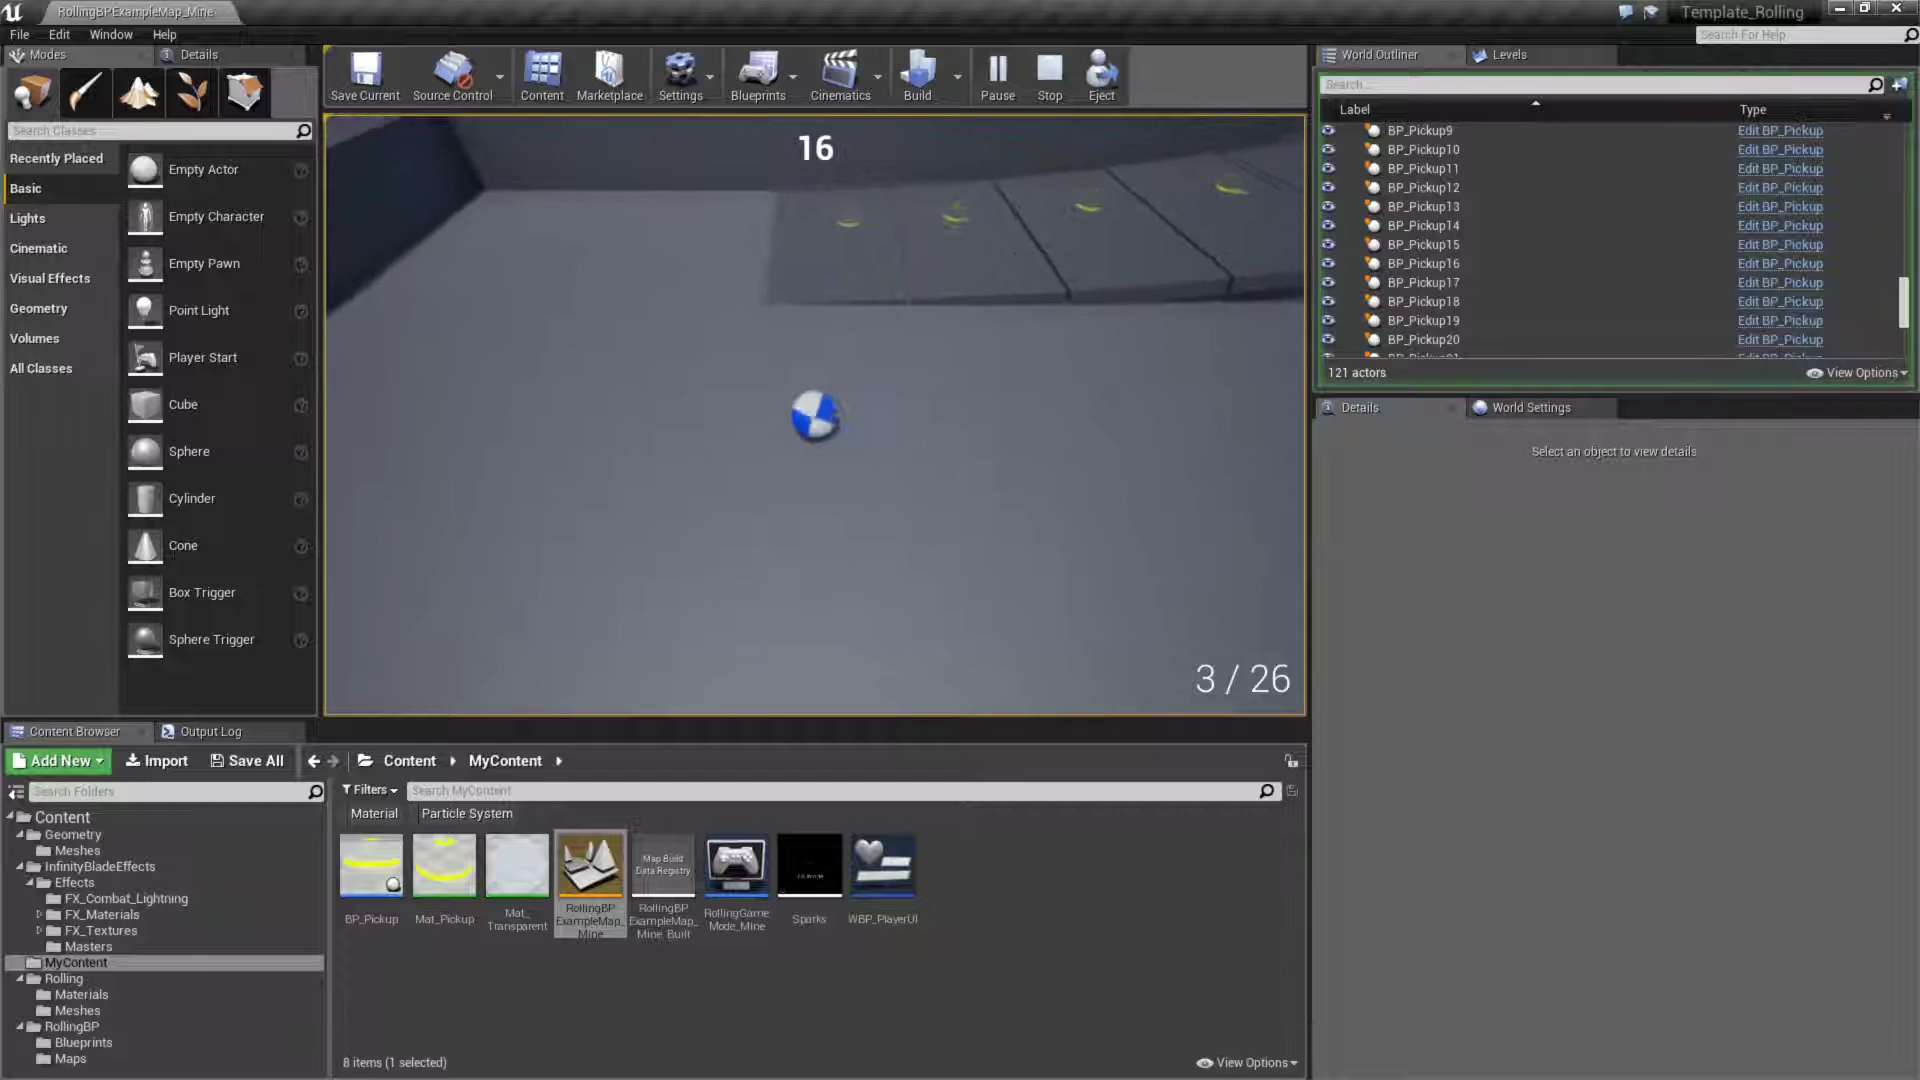 RollingBPExampleMap_Mine
Template_Rolling
File Edit Window Help
Search For Help
Modes
Details
Search Classes
Recently Placed
Basic
Lights
Cinematic
Visual Effects
Geometry
Volumes
All Classes
Empty Actor
Empty Character
Empty Pawn
Point Light
Player Start
Cube
Sphere
Cylinder
Cone
Box Trigger
Sphere Trigger
Save Current
Source Control
Content
Marketplace
Settings
Blueprints
Cinematics
Build
Pause
Stop
Eject
16
3 / 26
World Outliner
Levels
Search...
Label Type
BP_Pickup9 Edit BP_Pickup
BP_Pickup10 Edit BP_Pickup
BP_Pickup11 Edit BP_Pickup
BP_Pickup12 Edit BP_Pickup
BP_Pickup13 Edit BP_Pickup
BP_Pickup14 Edit BP_Pickup
BP_Pickup15 Edit BP_Pickup
BP_Pickup16 Edit BP_Pickup
BP_Pickup17 Edit BP_Pickup
BP_Pickup18 Edit BP_Pickup
BP_Pickup19 Edit BP_Pickup
BP_Pickup20 Edit BP_Pickup
121 actors
View Options
Details
World Settings
Select an object to view details
Content Browser
Output Log
Add New
Import
Save All
Content
MyContent
Search Folders
Content
Geometry
Meshes
InfinityBladeEffects
Effects
FX_Combat_Lightning
FX_Materials
FX_Textures
Masters
MyContent
Rolling
Materials
Meshes
RollingBP
Blueprints
Maps
Filters
Search MyContent
Material
Particle System
BP_Pickup
Mat_Pickup
Mat_
Transparent
RollingBP
ExampleMap_
Mine
Map Build
Data Registry
RollingBP
ExampleMap_
Mine_Built
RollingGame
Mode_Mine
Sparks
WBP_PlayerUI
8 items (1 selected)
View Options